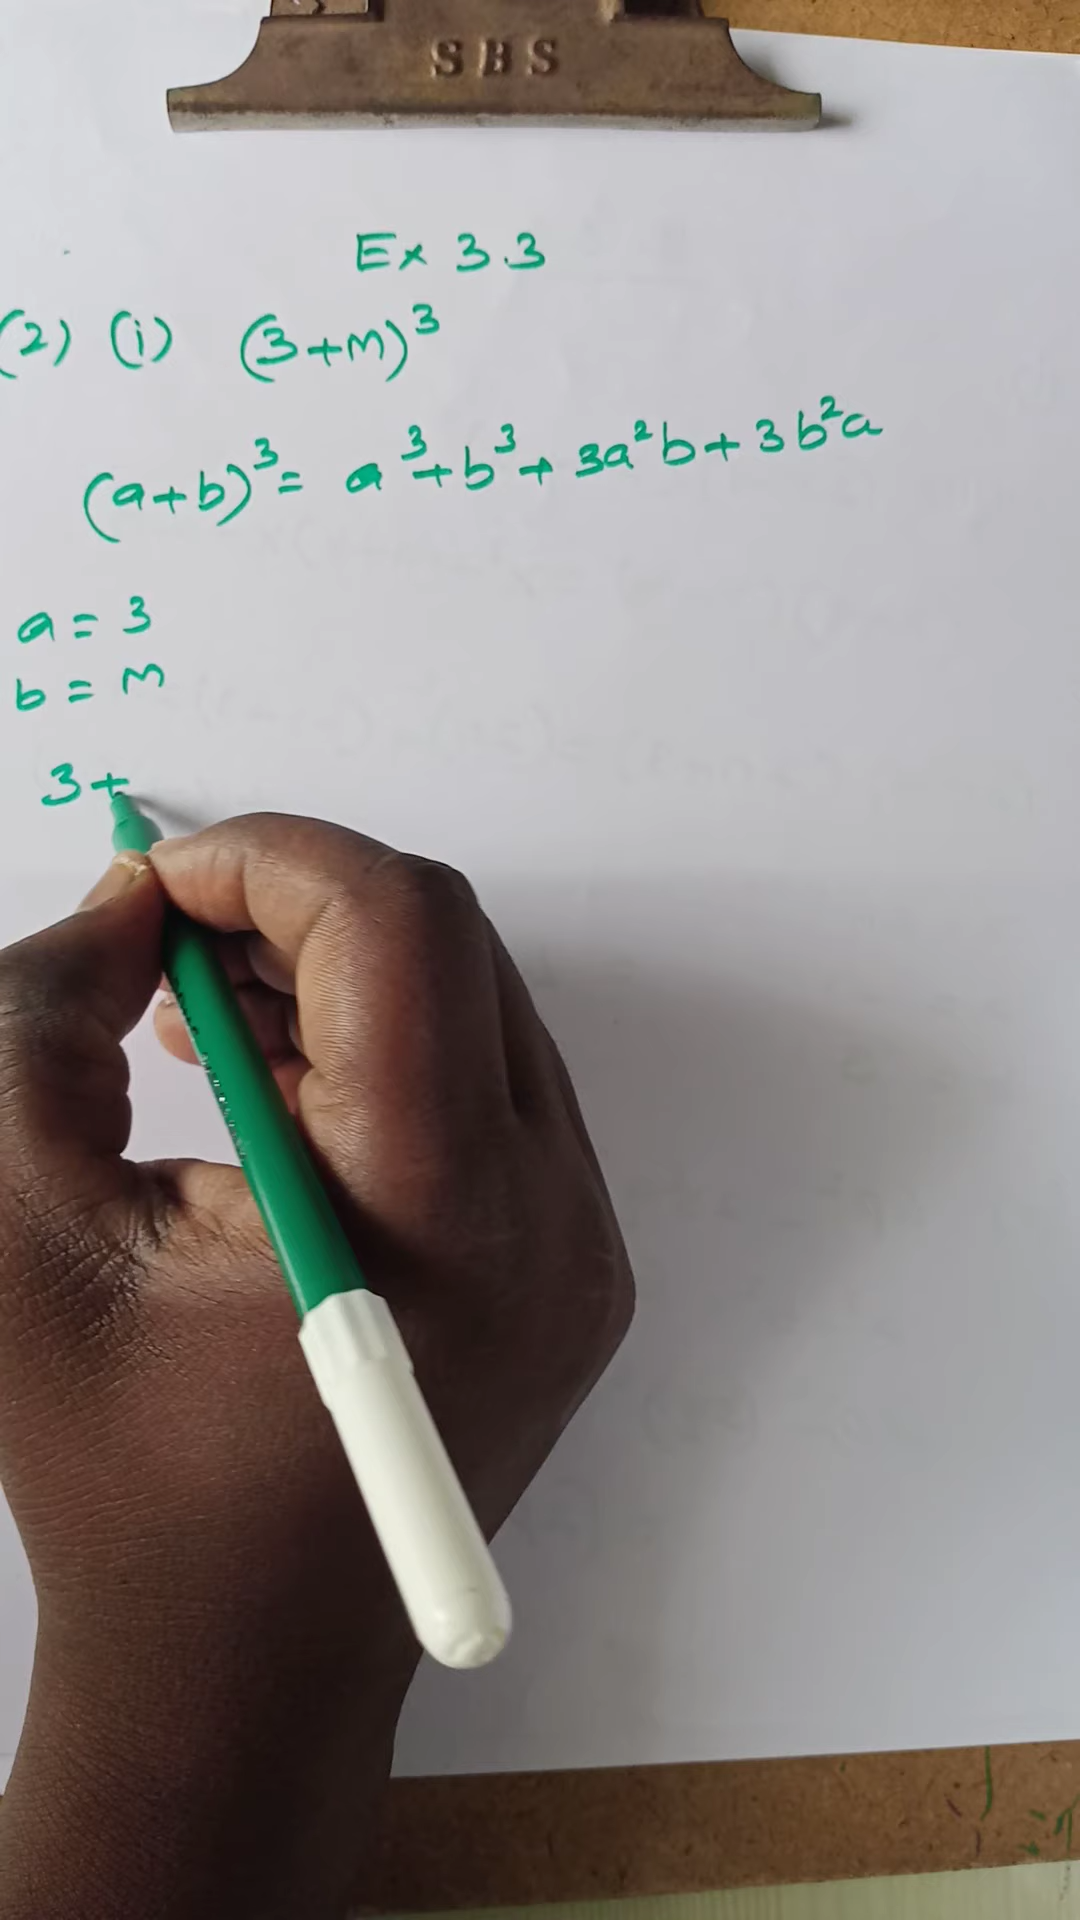 SBS
Ex 3.3
(2) (i) (3+m)³
(a+b)³= a³+b³+ 3a²b+3b²a
a = 3
b = m
3+